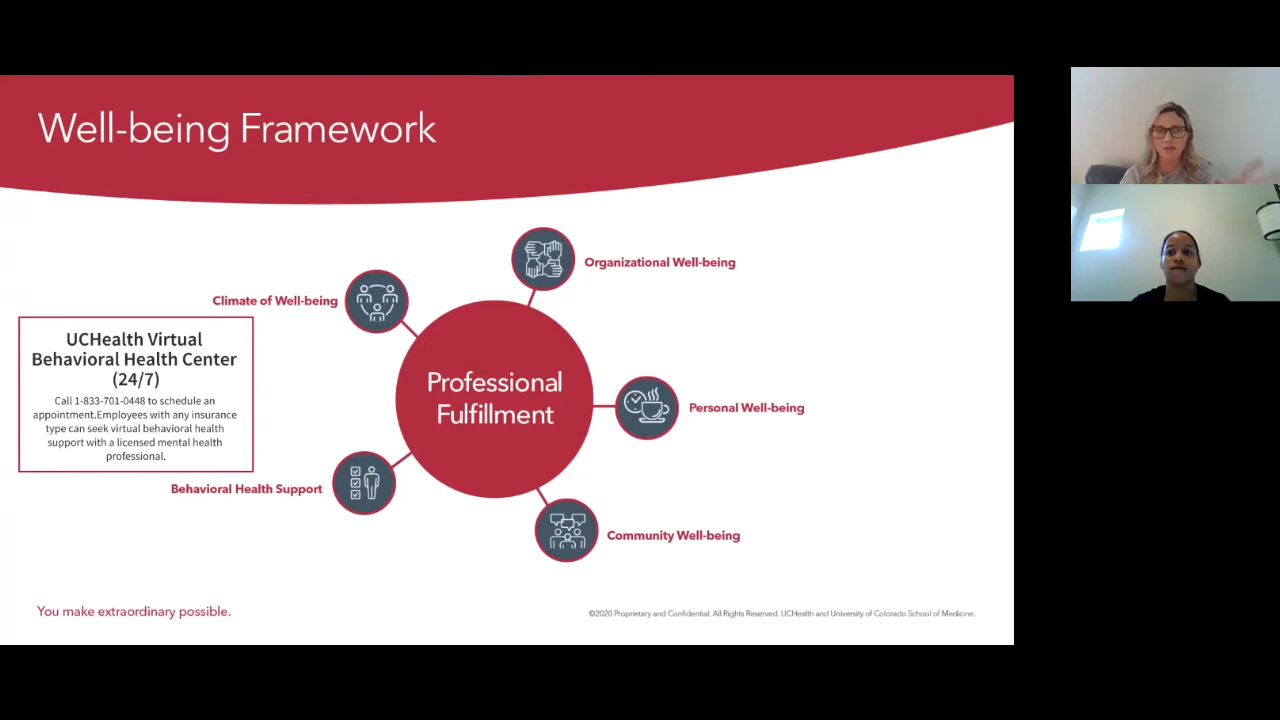 Well-being Framework
Organizational Well-being
Climate of Well-being
UCHealth Virtual
Behavioral Health Center
(24/7)
Call 1-833-701-0448 to schedule an
appointment.Employees with any insurance
type can seek virtual behavioral health
support with a licensed mental health
professional.
Professional
Fulfillment
Personal Well-being
Behavioral Health Support
Community Well-being
You make extraordinary possible.
©2020 Proprietary and Confidential. All Rights Reserved. UCHealth and University of Colorado School of Medicine.